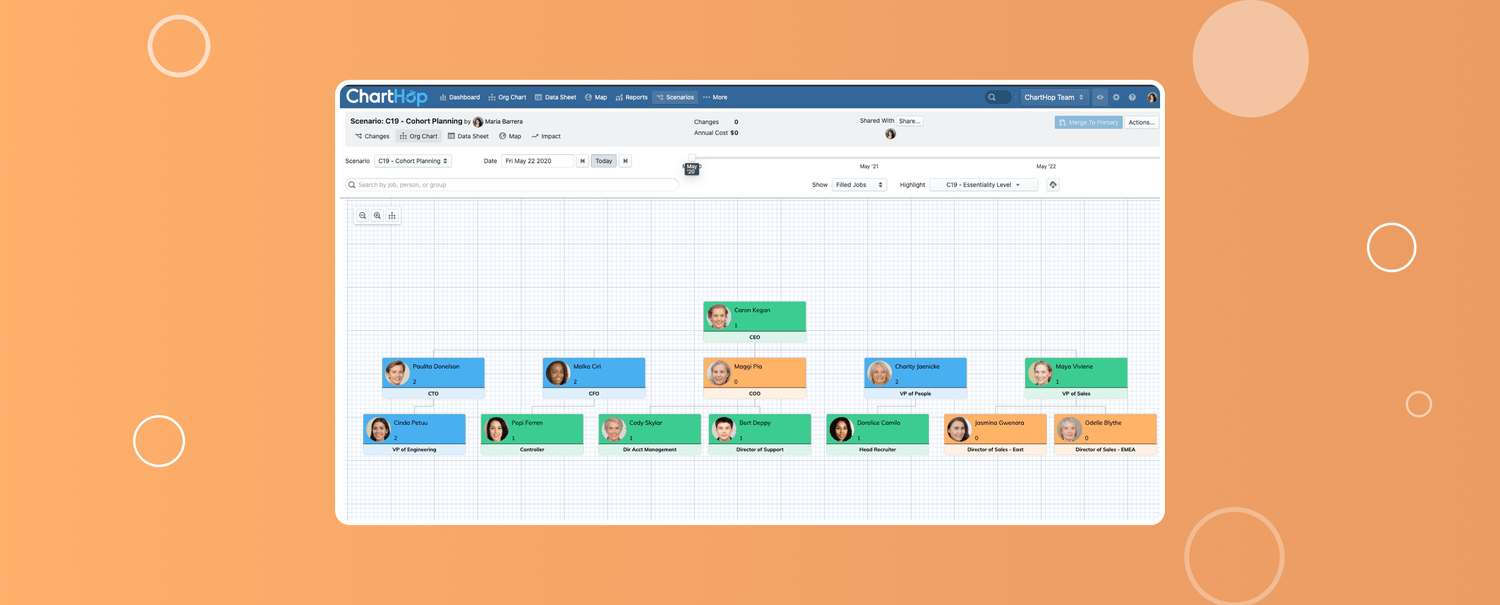 ChartHop Dashboard Org Chart Data Sheet Map Reports Scenarios ··· More ChartHop Team
Scenario: C19 - Cohort Planning by Maria Barrera Changes 0 Shared With Share... Merge To Primary Actions...
Annual Cost $0
Changes Org Chart Data Sheet Map Impact
Scenario C19 - Cohort Planning Date Fri May 22 2020 Today May '20 May '21 May '22
Search by job, person, or group Show Filled Jobs Highlight C19 - Essentiality Level
Caron Kegon
1
CEO
Paulita Donelson Malka Ciri Maggi Pia Charity Jaenicke Maya Viviene
2 2 0 2 1
CTO CFO COO VP of People VP of Sales
Cinda Petuu Pepi Ferren Cody Skylar Bert Deppy Dorolice Camilo Jasmina Gwenora Odelle Blythe
2 1 1 1 1 0 0
VP of Engineering Controller Dir Acct Management Director of Support Head Recruiter Director of Sales - East Director of Sales - EMEA